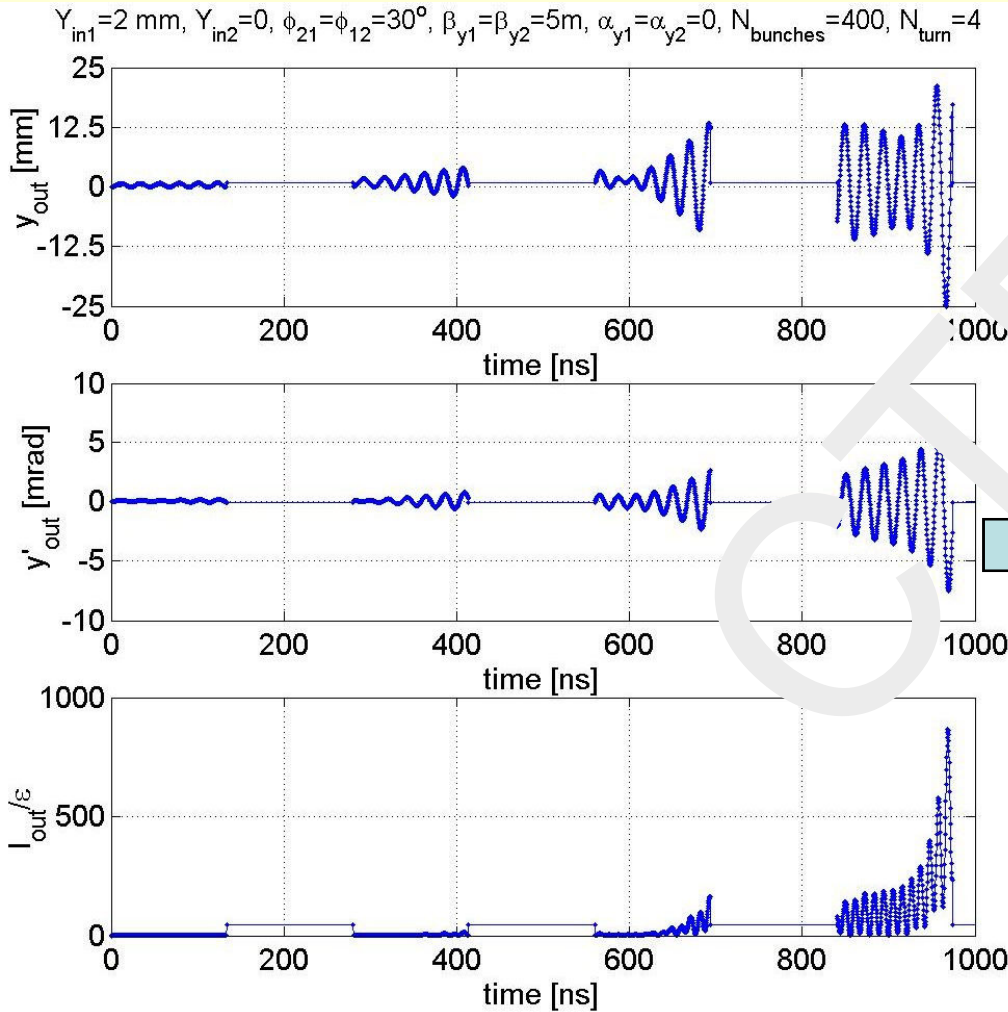 Y_in1=2 mm, Y_in2=0, ϕ_21=ϕ_12=30°, β_y1=β_y2=5m, α_y1=α_y2=0, N_bunches=400, N_turn=4
25
12.5
0
-12.5
-25
y_out [mm]
0 200 400 600 800 1000
time [ns]
10
5
0
-5
-10
y'_out [mrad]
0 200 400 600 800 1000
time [ns]
1000
500
0
I_out/ε
0 200 400 600 800 1000
time [ns]